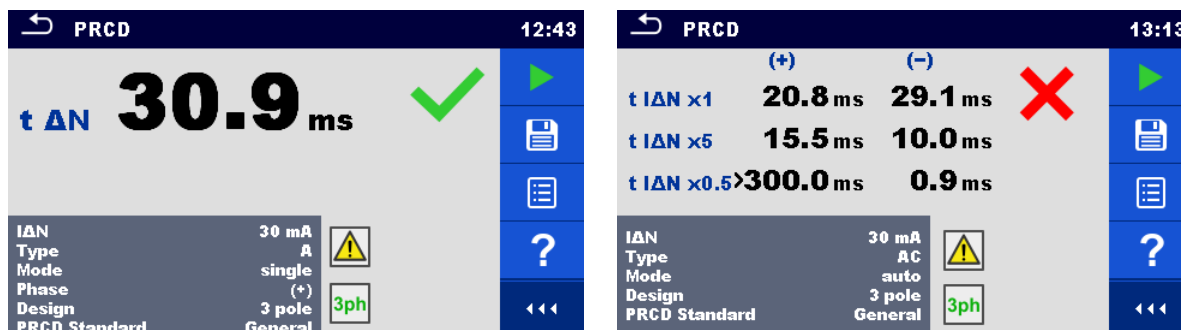 PRCD 12:43
t ΔN 30.9 ms
IΔN 30 mA
Type A
Mode single
Phase (+)
Design 3 pole
PRCD Standard General
3ph
?
PRCD 13:13
(+) (−)
t IΔN x1 20.8 ms 29.1 ms
t IΔN x5 15.5 ms 10.0 ms
t IΔN x0.5 >300.0 ms 0.9 ms
IΔN 30 mA
Type AC
Mode auto
Design 3 pole
PRCD Standard General
3ph
?